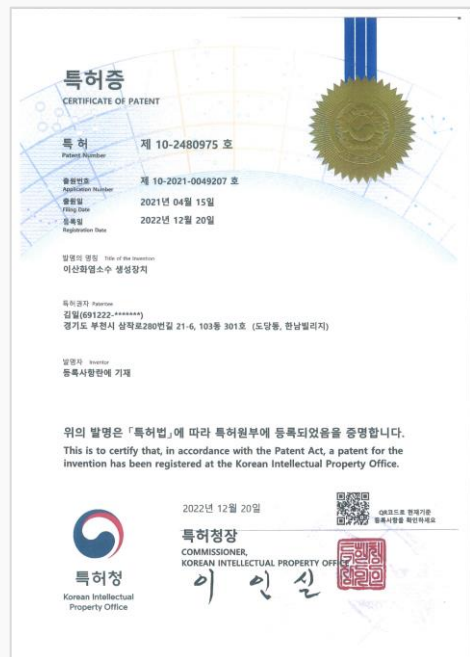 특허증
CERTIFICATE OF PATENT
특 허 제 10-2480975 호
Patent Number
출원번호 제 10-2021-0049207 호
Application Number
출원일 2021년 04월 15일
Filing Date
등록일 2022년 12월 20일
Registration Date
발명의 명칭 Title of the Invention
이산화염소수 생성장치
특허권자 Patentee
김일(691222-*******)
경기도 부천시 삼작로280번길 21-6, 103동 301호 (도당동, 한남빌리지)
발명자 Inventor
등록사항란에 기재
위의 발명은 「특허법」에 따라 특허원부에 등록되었음을 증명합니다.
This is to certify that, in accordance with the Patent Act, a patent for the
invention has been registered at the Korean Intellectual Property Office.
2022년 12월 20일
QR코드로 현재기준
등록사항을 확인하세요
특허청장
COMMISSIONER,
KOREAN INTELLECTUAL PROPERTY OFFICE
이 인 실
특허청
Korean Intellectual
Property Office